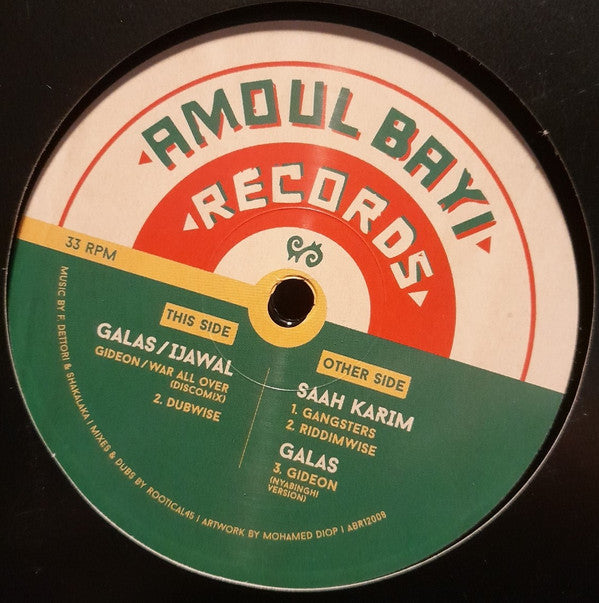 AMOUL BAYI
RECORDS
33 RPM
THIS SIDE
GALAS/IJAWAL
GIDEON/WAR ALL OVER
(DISCOMIX)
2. DUBWISE
OTHER SIDE
SAAH KARIM
1. GANGSTERS
2. RIDDIMWISE
GALAS
3. GIDEON
(NYABINGHI
VERSION)
MUSIC BY F. DETTORI & SHAKALAKA | MIXES & DUBS BY ROOTICAL45 | ARTWORK BY MOHAMED DIOP | ABR12008